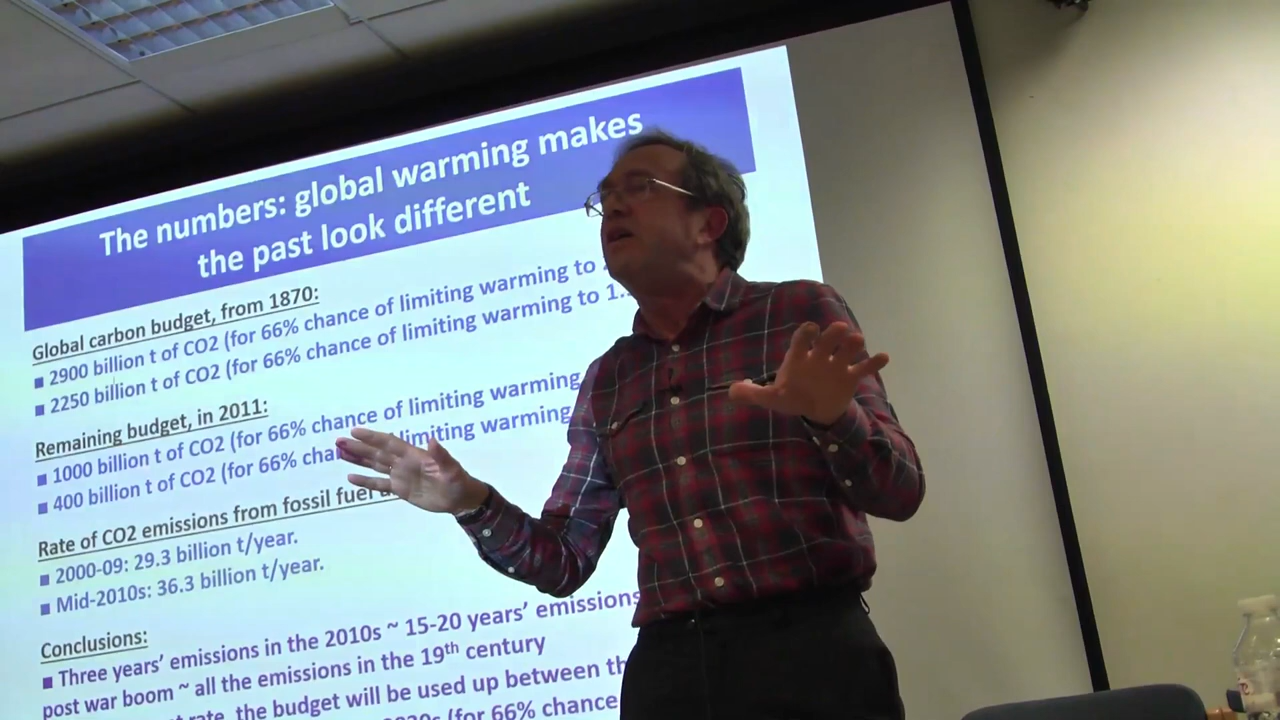 The numbers: global warming makes
the past look different
Global carbon budget, from 1870:
■ 2900 billion t of CO2 (for 66% chance of limiting warming to
■ 2250 billion t of CO2 (for 66% chance of limiting warming to 1.
Remaining budget, in 2011:
■ 1000 billion t of CO2 (for 66% chance of limiting warming
■ 400 billion t of CO2 (for 66% cha limiting warming
Rate of CO2 emissions from fossil fuel
■ 2000-09: 29.3 billion t/year.
■ Mid-2010s: 36.3 billion t/year.
Conclusions:
■ Three years’ emissions in the 2010s ~ 15-20 years’ emissions
post war boom ~ all the emissions in the 19th century
rate, the budget will be used up between th
(for 66% chance